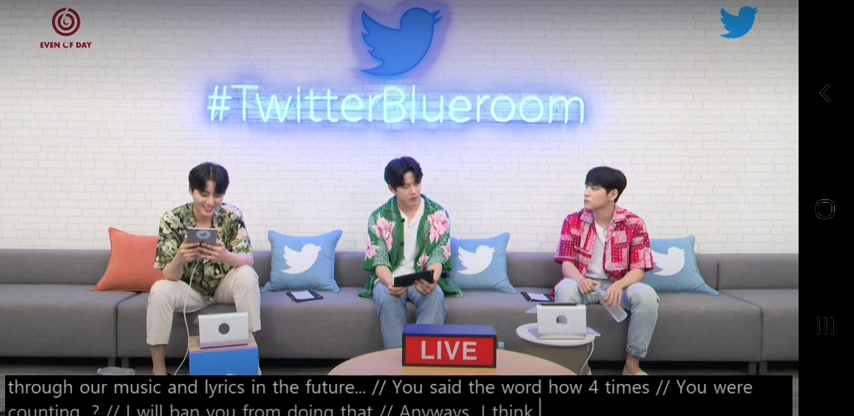 EVEN OF DAY
#TwitterBlueroom
LIVE
through our music and lyrics in the future... // You said the word how 4 times // You were
counting..? // I will ban you from doing that // Anyways, I think